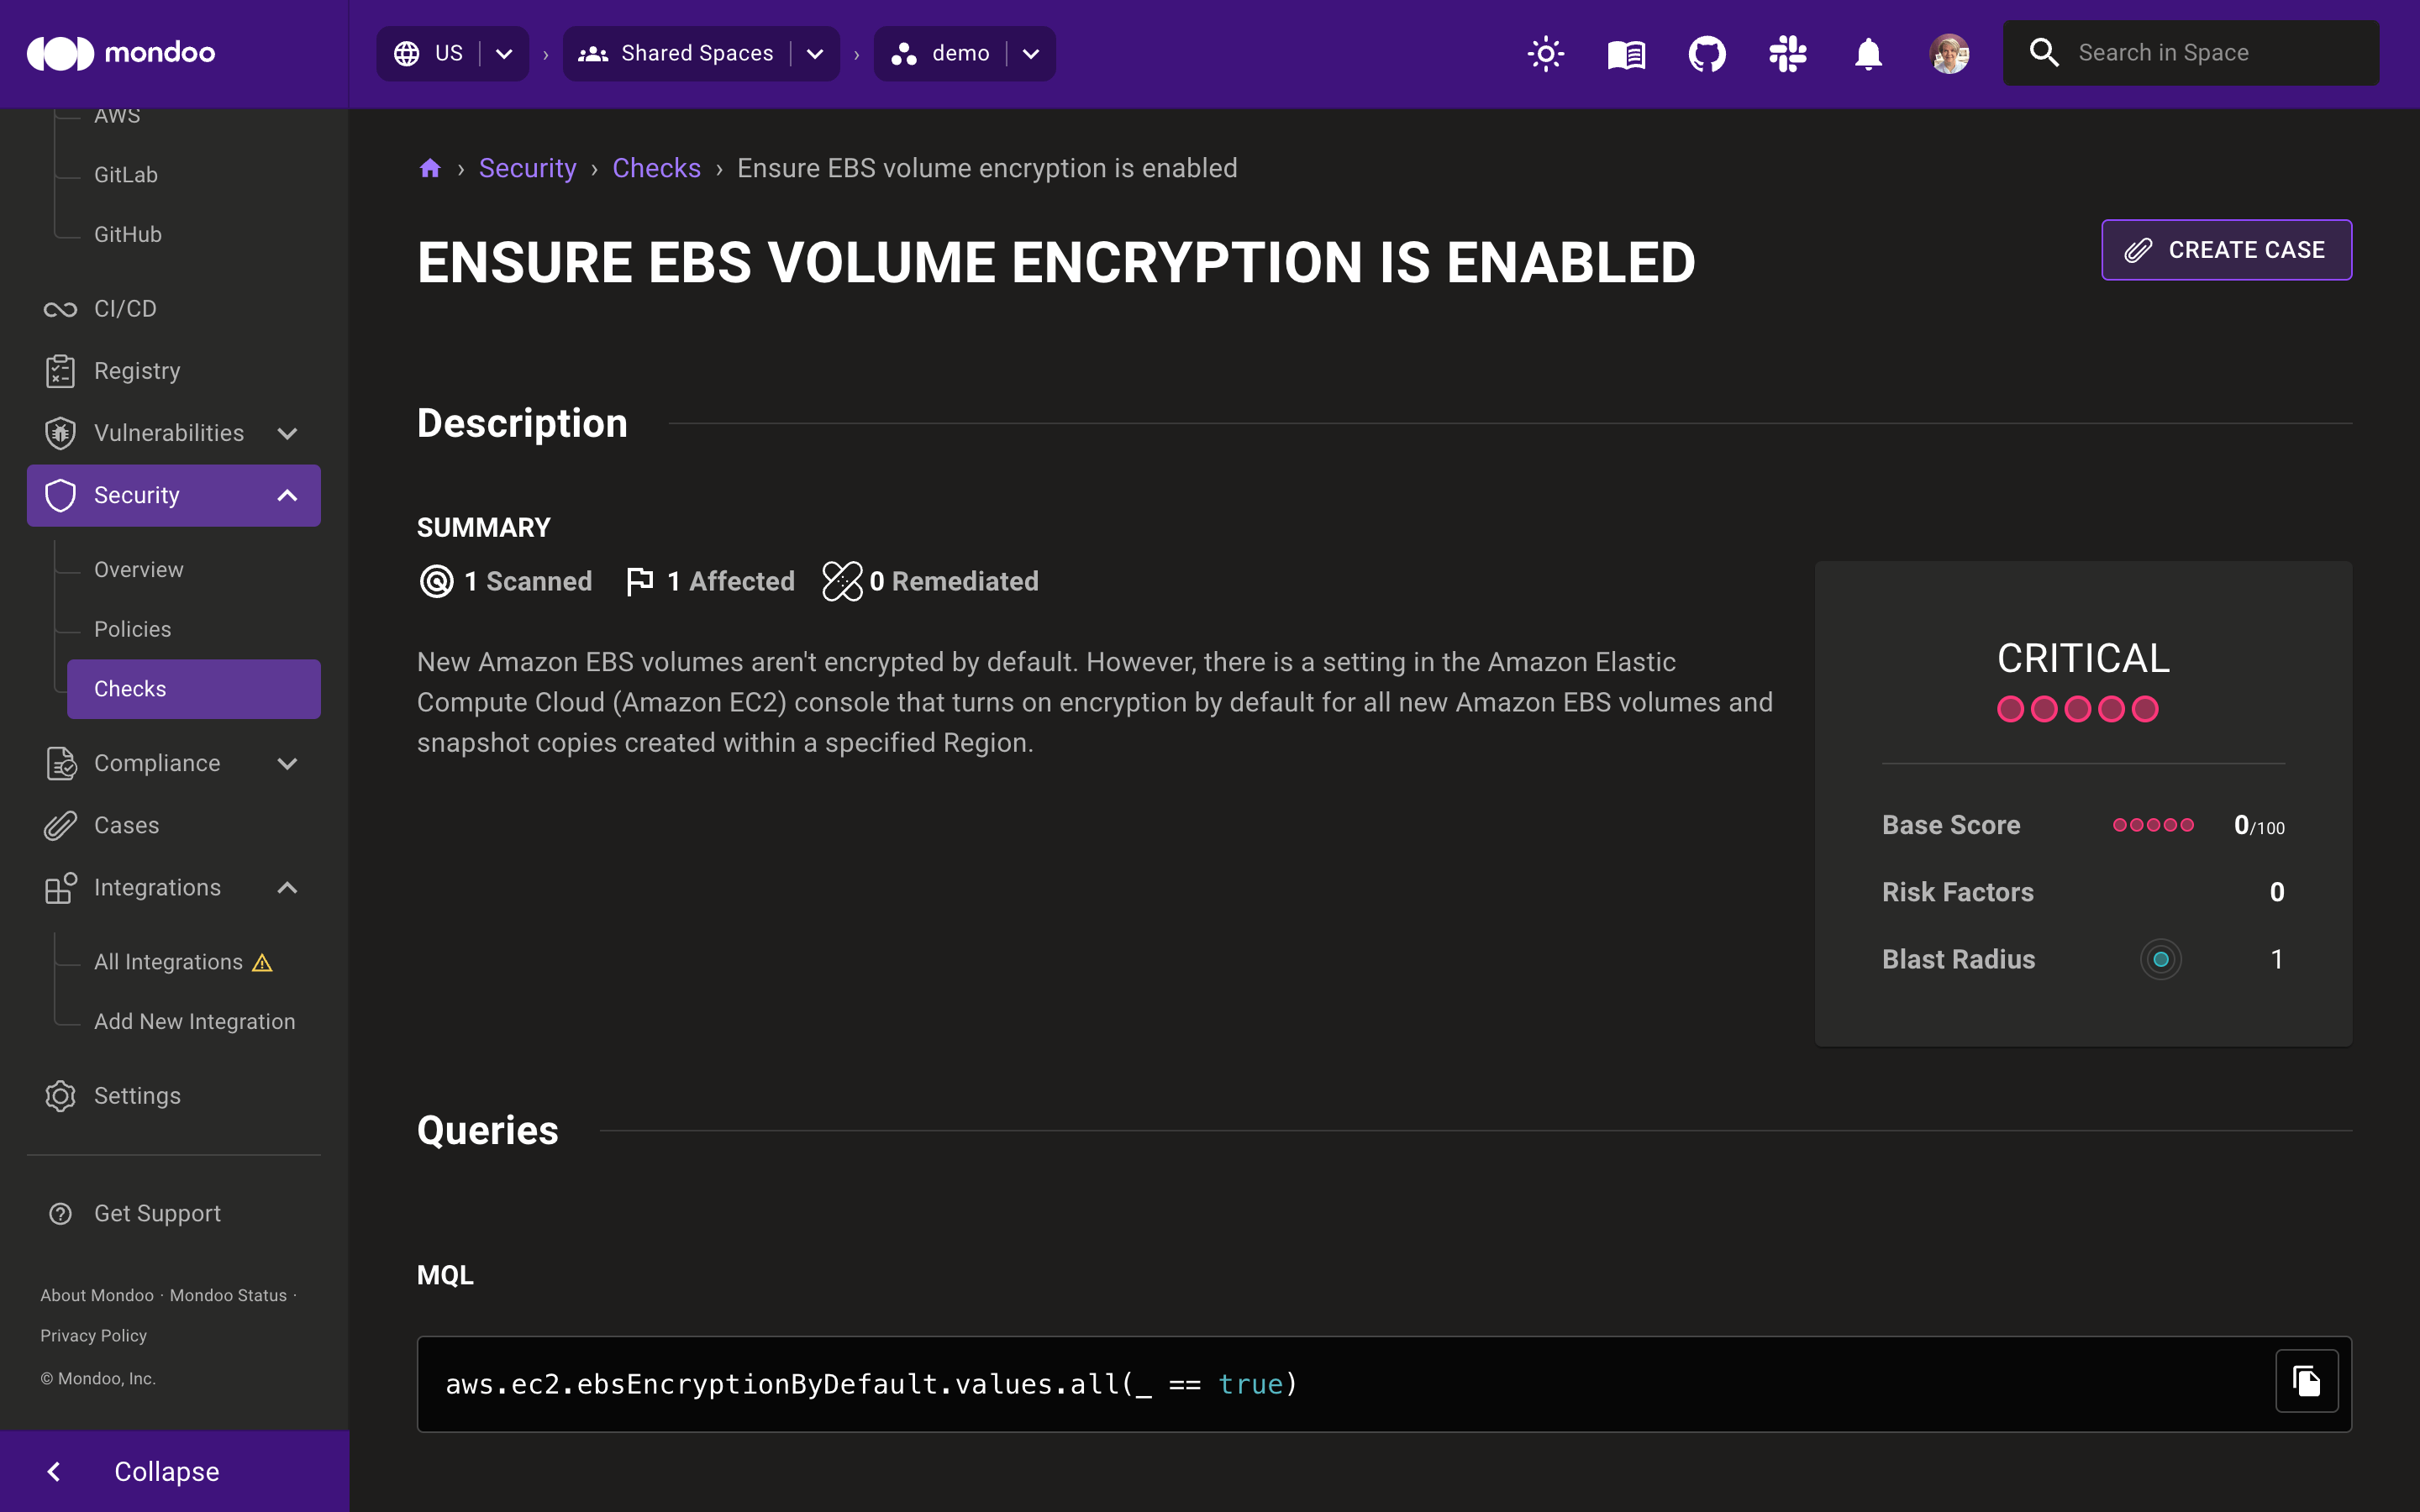 mondoo
US
Shared Spaces
demo
Search in Space
AWS
GitLab
GitHub
CI/CD
Registry
Vulnerabilities
Security
Overview
Policies
Checks
Compliance
Cases
Integrations
All Integrations
Add New Integration
Settings
Get Support
About Mondoo · Mondoo Status ·
Privacy Policy
© Mondoo, Inc.
Collapse
› Security › Checks › Ensure EBS volume encryption is enabled
ENSURE EBS VOLUME ENCRYPTION IS ENABLED
CREATE CASE
Description
SUMMARY
1 Scanned 1 Affected 0 Remediated
New Amazon EBS volumes aren't encrypted by default. However, there is a setting in the Amazon Elastic
Compute Cloud (Amazon EC2) console that turns on encryption by default for all new Amazon EBS volumes and
snapshot copies created within a specified Region.
CRITICAL
Base Score 0/100
Risk Factors 0
Blast Radius 1
Queries
MQL
aws.ec2.ebsEncryptionByDefault.values.all(_ == true)